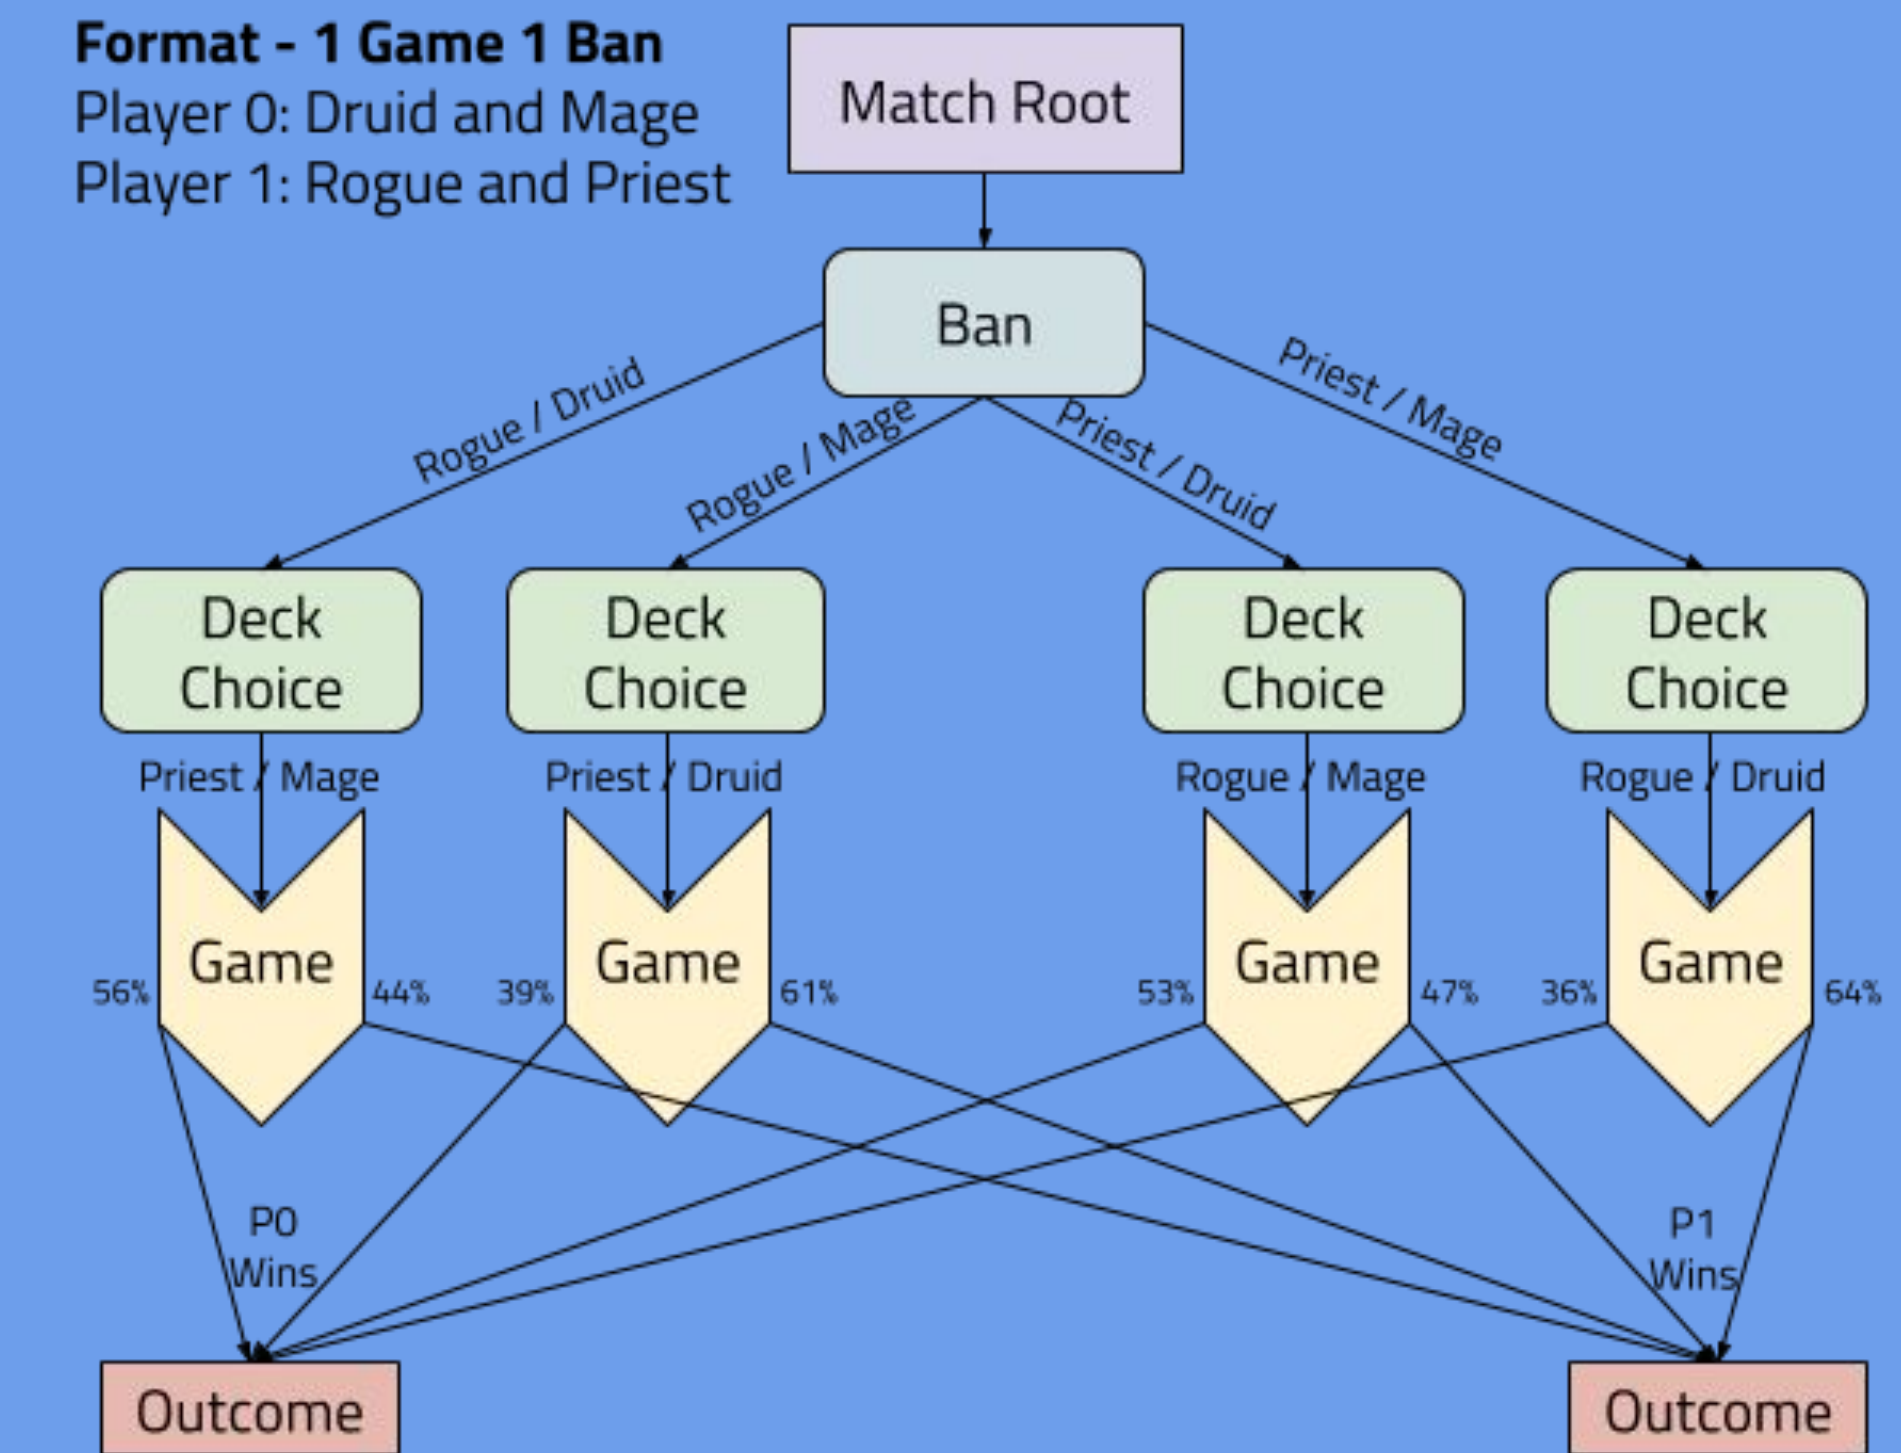 Format - 1 Game 1 Ban
Player 0: Druid and Mage
Player 1: Rogue and Priest
Match Root
Ban
Rogue / Druid
Rogue / Mage
Priest / Druid
Priest / Mage
Deck
Choice
Deck
Choice
Deck
Choice
Deck
Choice
Priest / Mage
Priest / Druid
Rogue / Mage
Rogue / Druid
Game
Game
Game
Game
56%
44%
39%
61%
53%
47%
36%
64%
P0
Wins
P1
Wins
Outcome
Outcome